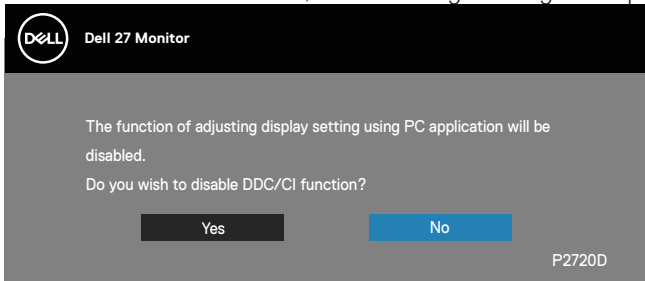 DELL
Dell 27 Monitor
The function of adjusting display setting using PC application will be
disabled.
Do you wish to disable DDC/CI function?
Yes
No
P2720D